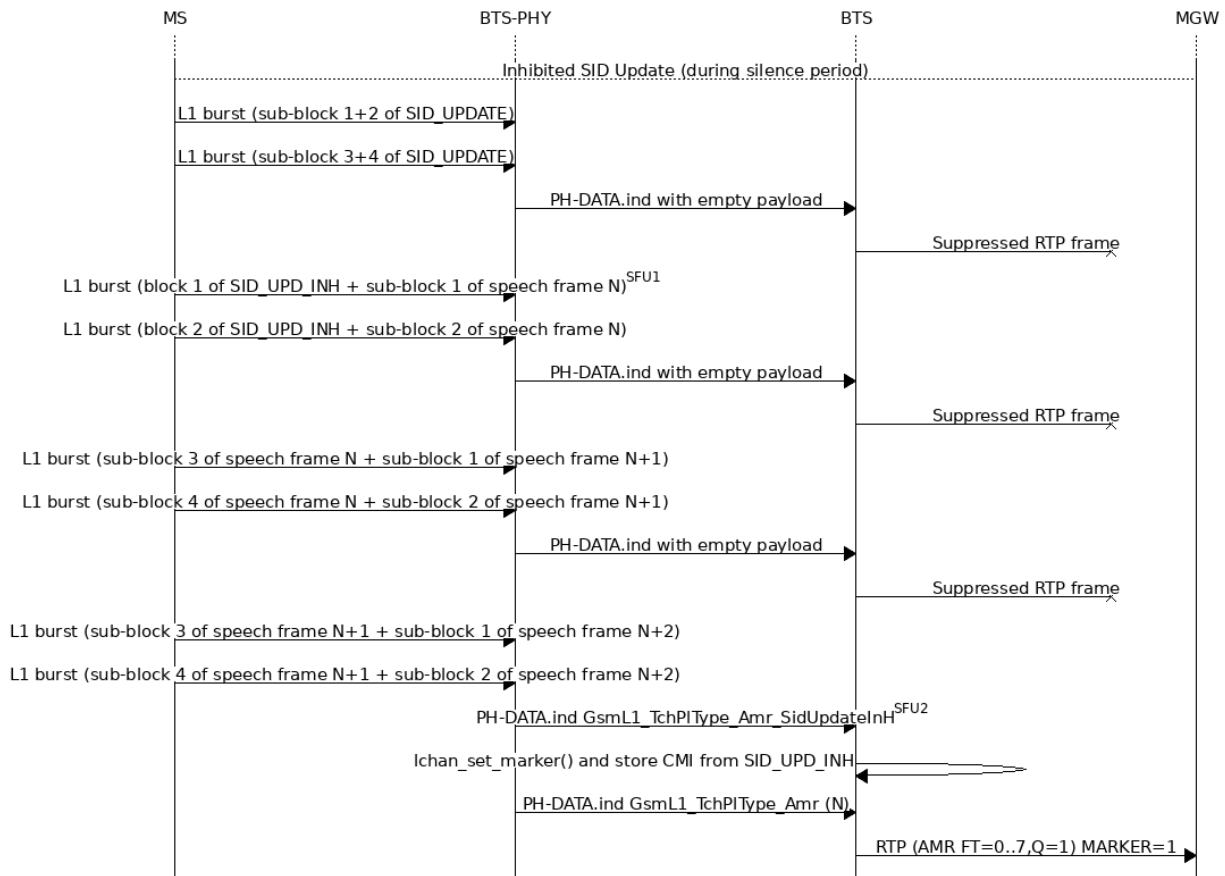 MS BTS-PHY BTS MGW
Inhibited SID Update (during silence period)
L1 burst (sub-block 1+2 of SID_UPDATE)
L1 burst (sub-block 3+4 of SID_UPDATE)
PH-DATA.ind with empty payload
Suppressed RTP frame
L1 burst (block 1 of SID_UPD_INH + sub-block 1 of speech frame N)SFU1
L1 burst (block 2 of SID_UPD_INH + sub-block 2 of speech frame N)
PH-DATA.ind with empty payload
Suppressed RTP frame
L1 burst (sub-block 3 of speech frame N + sub-block 1 of speech frame N+1)
L1 burst (sub-block 4 of speech frame N + sub-block 2 of speech frame N+1)
PH-DATA.ind with empty payload
Suppressed RTP frame
L1 burst (sub-block 3 of speech frame N+1 + sub-block 1 of speech frame N+2)
L1 burst (sub-block 4 of speech frame N+1 + sub-block 2 of speech frame N+2)
PH-DATA.ind GsmL1_TchPlType_Amr_SidUpdateInH SFU2
lchan_set_marker() and store CMI from SID_UPD_INH
PH-DATA.ind GsmL1_TchPlType_Amr (N)
RTP (AMR FT=0..7,Q=1) MARKER=1